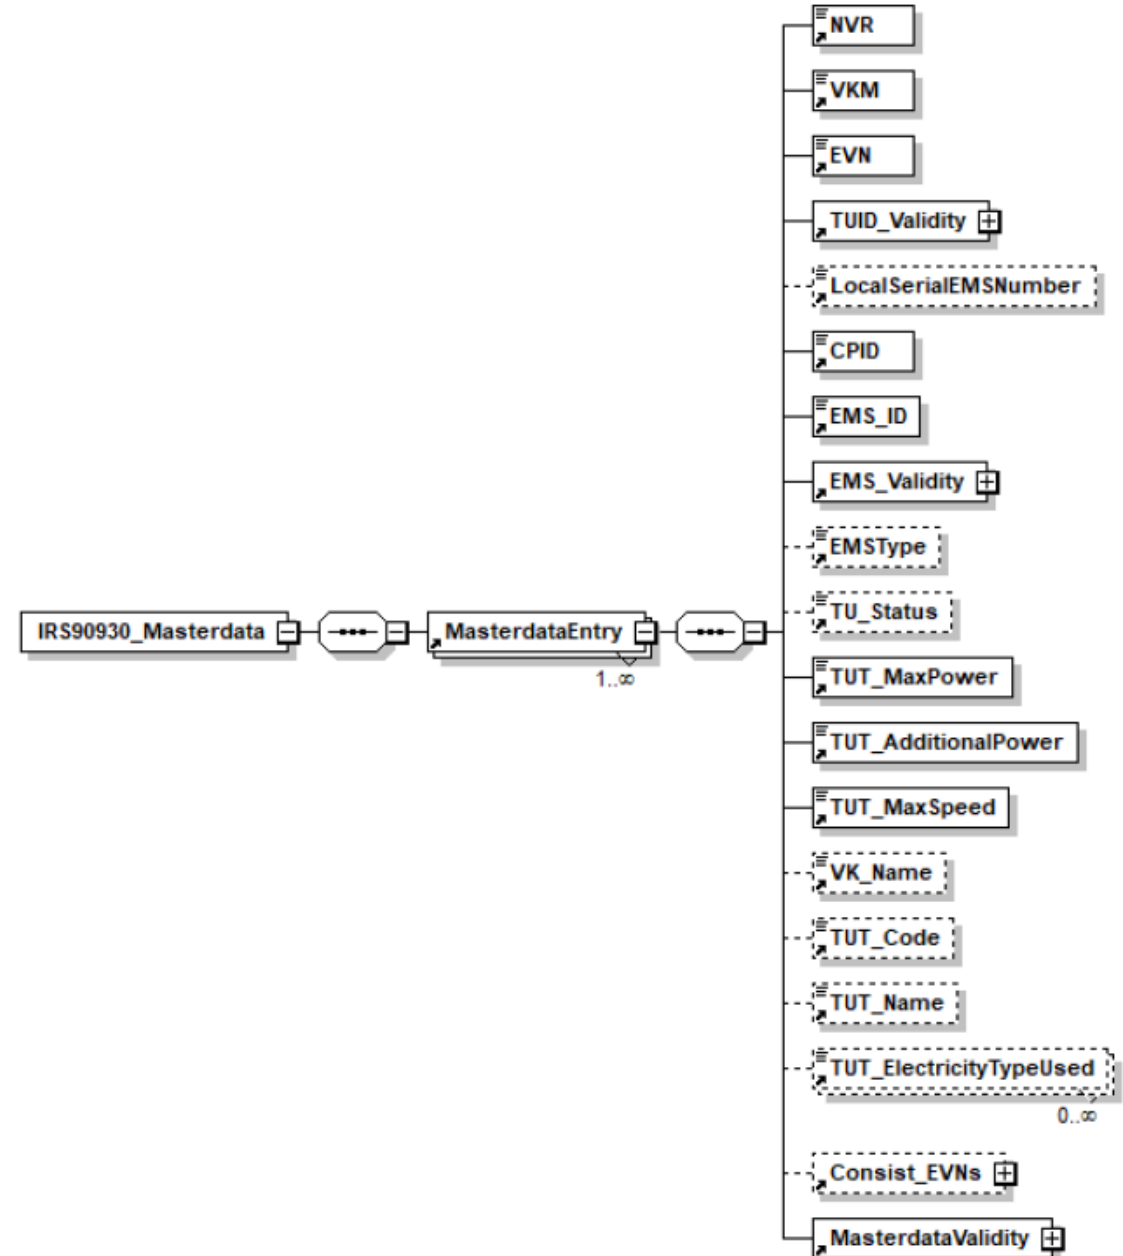 NVR
VKM
EVN
TUID_Validity
LocalSerialEMSNumber
CPID
EMS_ID
EMS_Validity
EMSType
TU_Status
IRS90930_Masterdata
MasterdataEntry
1..∞
TUT_MaxPower
TUT_AdditionalPower
TUT_MaxSpeed
VK_Name
TUT_Code
TUT_Name
TUT_ElectricityTypeUsed
0..∞
Consist_EVNs
MasterdataValidity